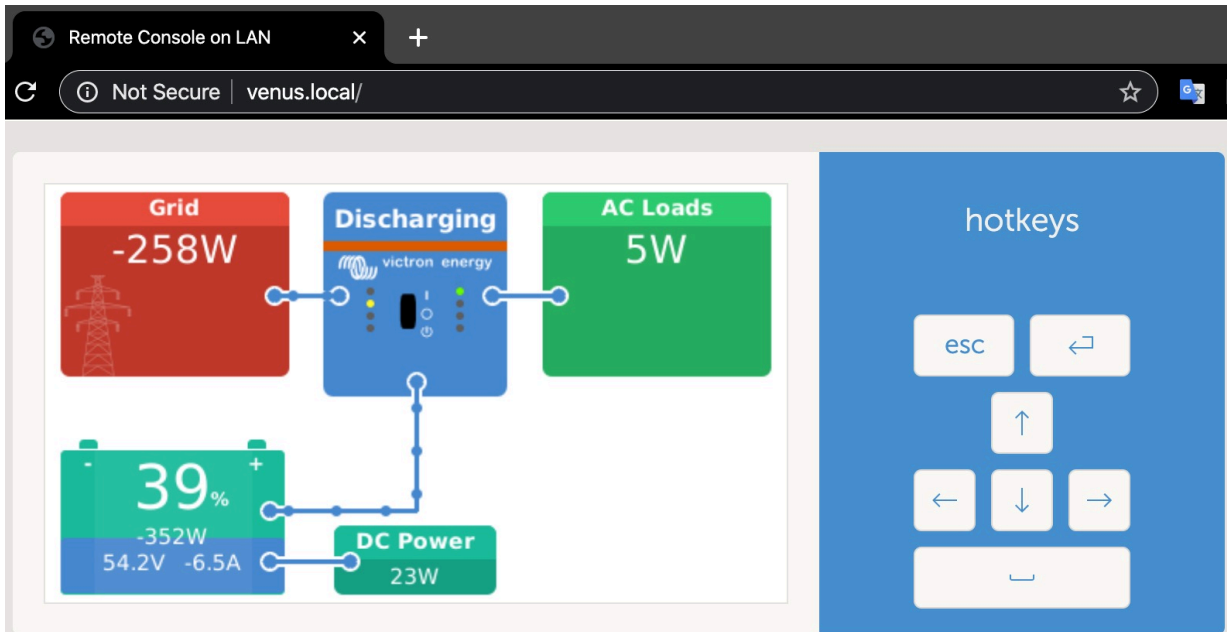 Remote Console on LAN
Not Secure venus.local/
Grid
-258W
Discharging
victron energy
AC Loads
5W
hotkeys
esc
- +
39%
-352W
54.2V -6.5A
DC Power
23W